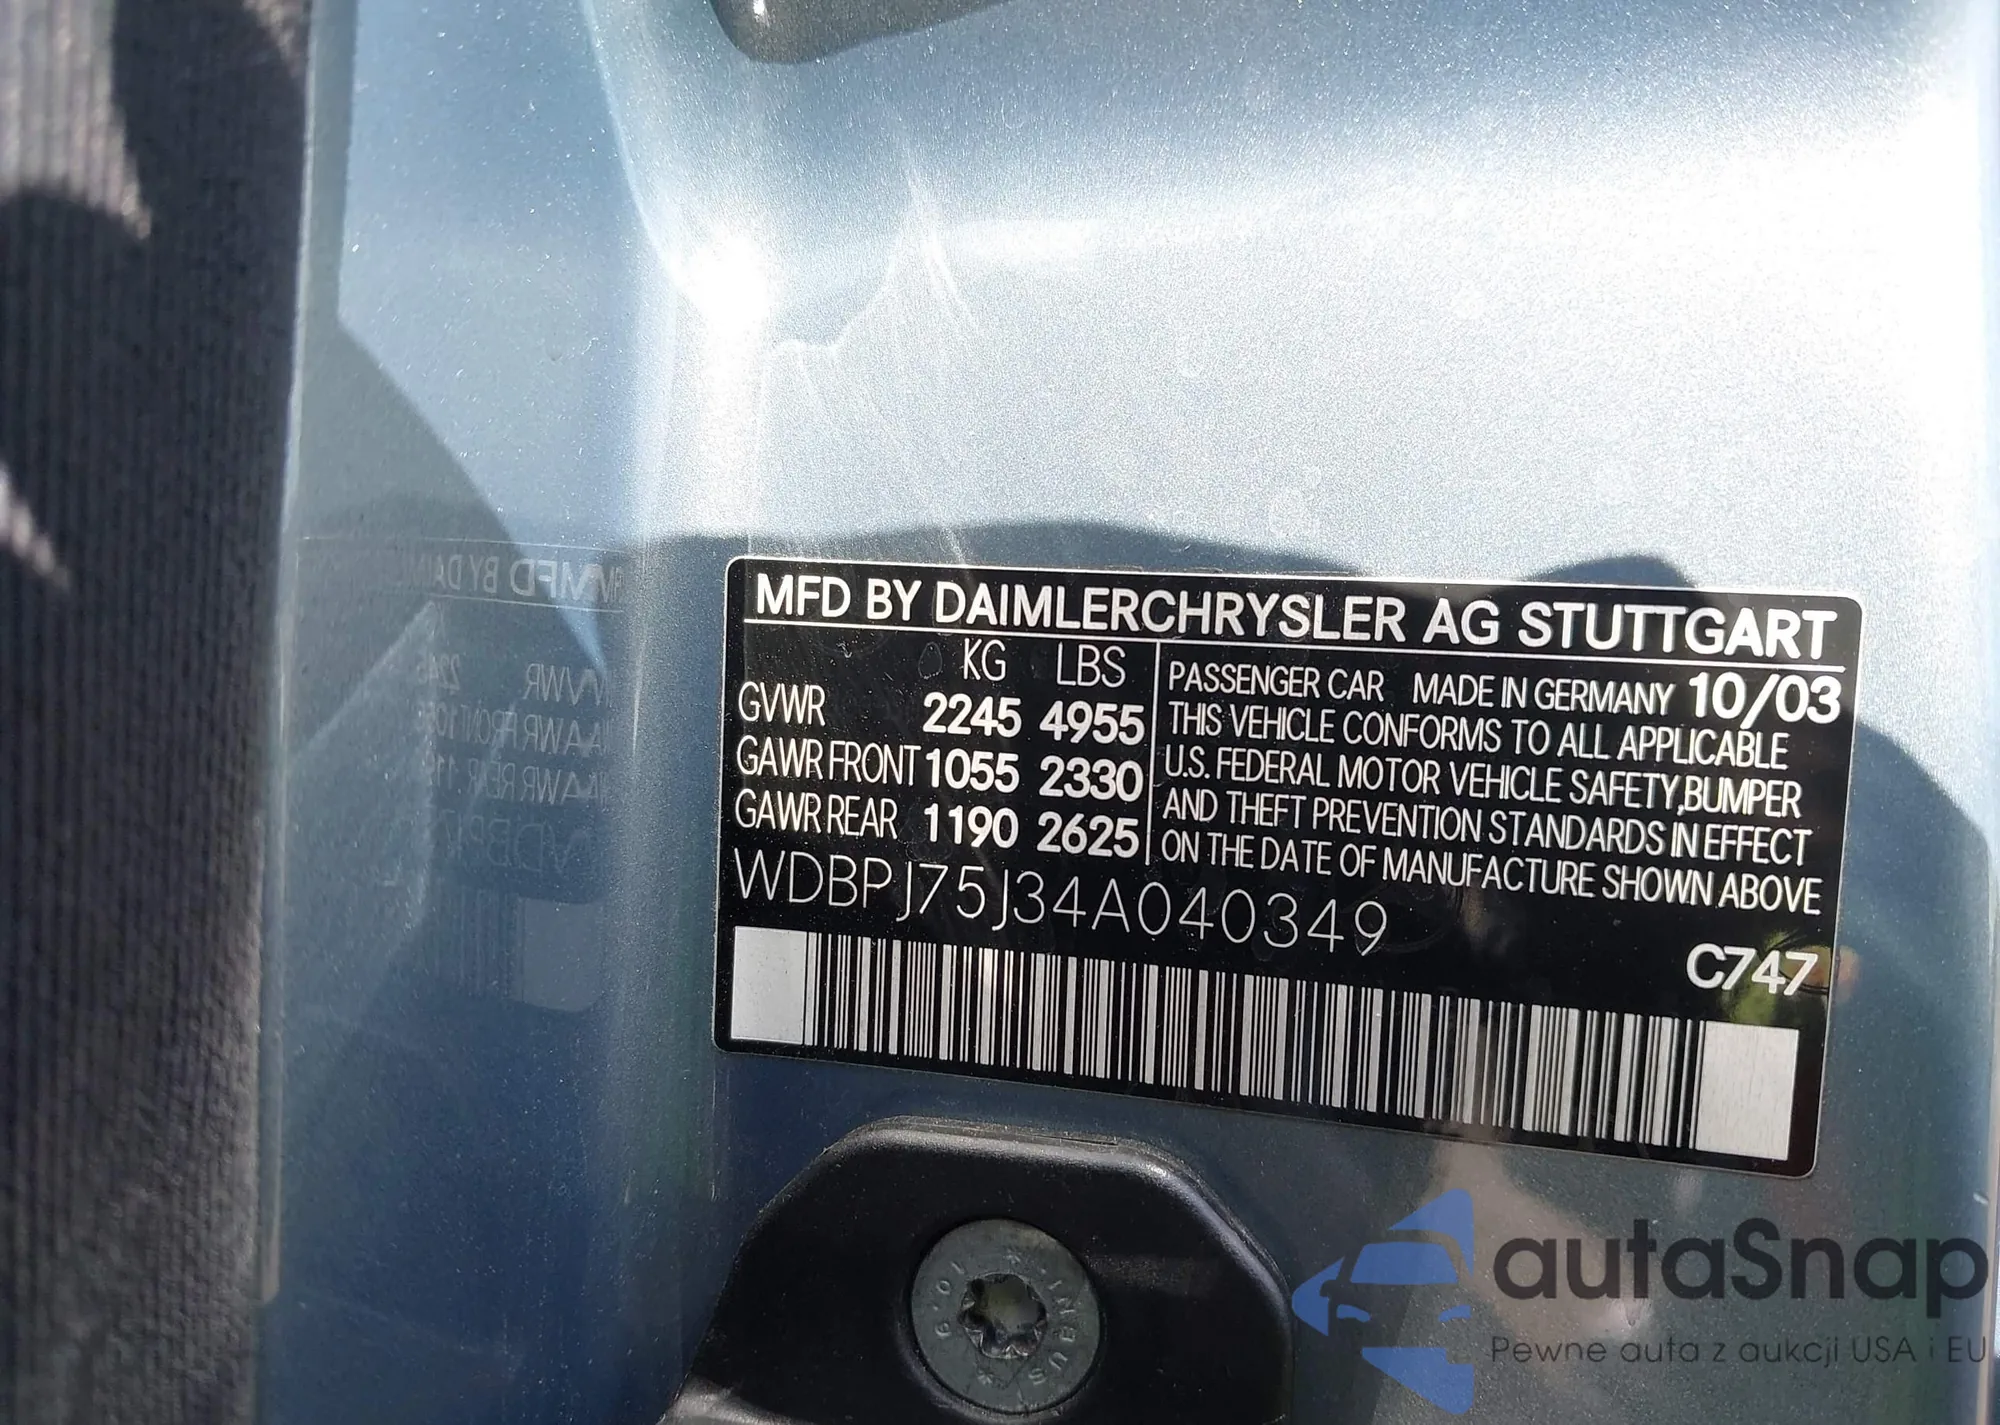 MFD BY DAIMLERCHRYSLER AG STUTTGART
KG LBS
GVWR 2245 4955
GAWR FRONT 1055 2330
GAWR REAR 1190 2625
PASSENGER CAR MADE IN GERMANY 10/03
THIS VEHICLE CONFORMS TO ALL APPLICABLE
U.S. FEDERAL MOTOR VEHICLE SAFETY,BUMPER
AND THEFT PREVENTION STANDARDS IN EFFECT
ON THE DATE OF MANUFACTURE SHOWN ABOVE
WDBPJ75J34A040349
C747
INBUS
autaSnap
Pewne auta z aukcji USA i EU